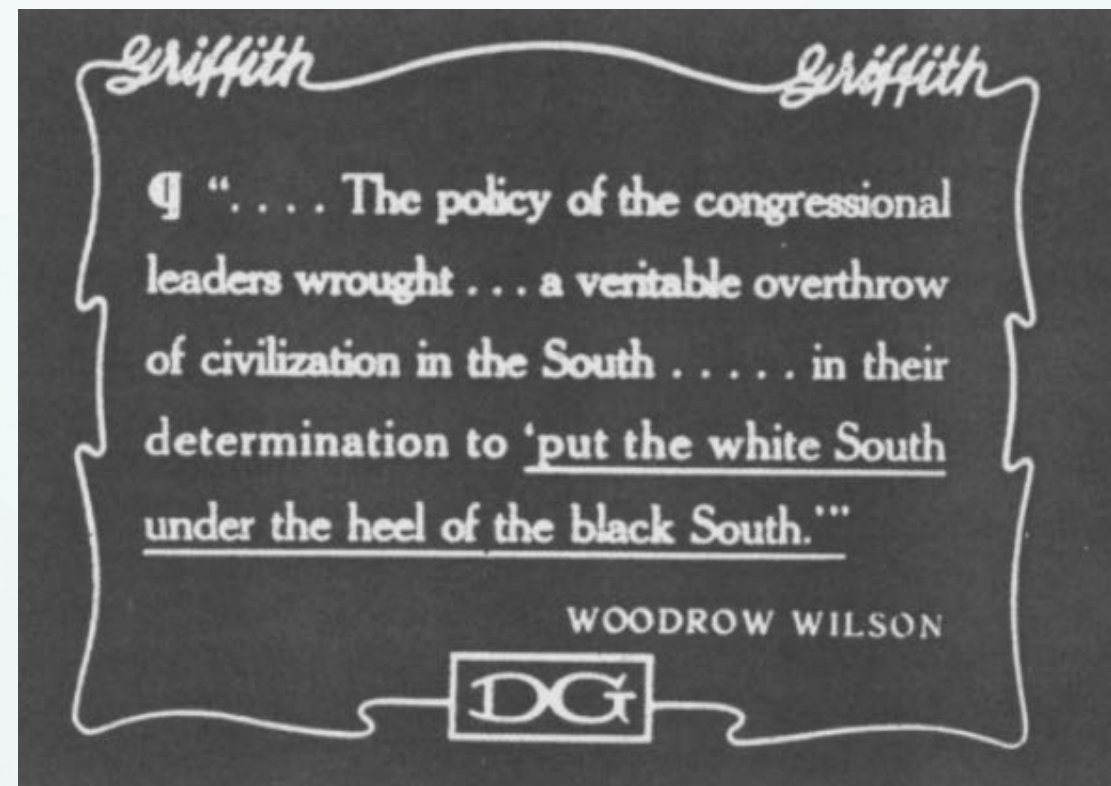 Griffith Griffith
¶ ". . . . The policy of the congressional
leaders wrought . . . a veritable overthrow
of civilization in the South . . . . . in their
determination to 'put the white South
under the heel of the black South.'"
WOODROW WILSON
DG